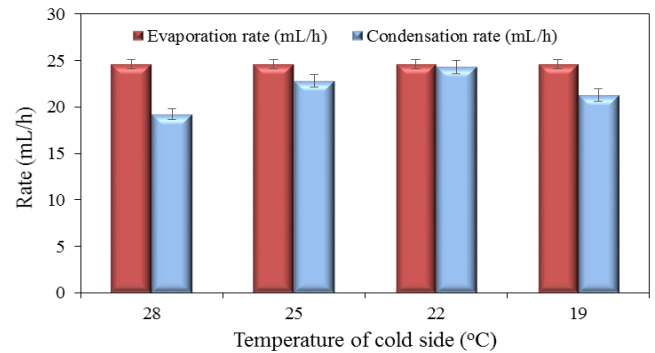 30
25
20
15
10
5
0
Rate (mL/h)
Evaporation rate (mL/h) Condensation rate (mL/h)
28 25 22 19
Temperature of cold side (°C)